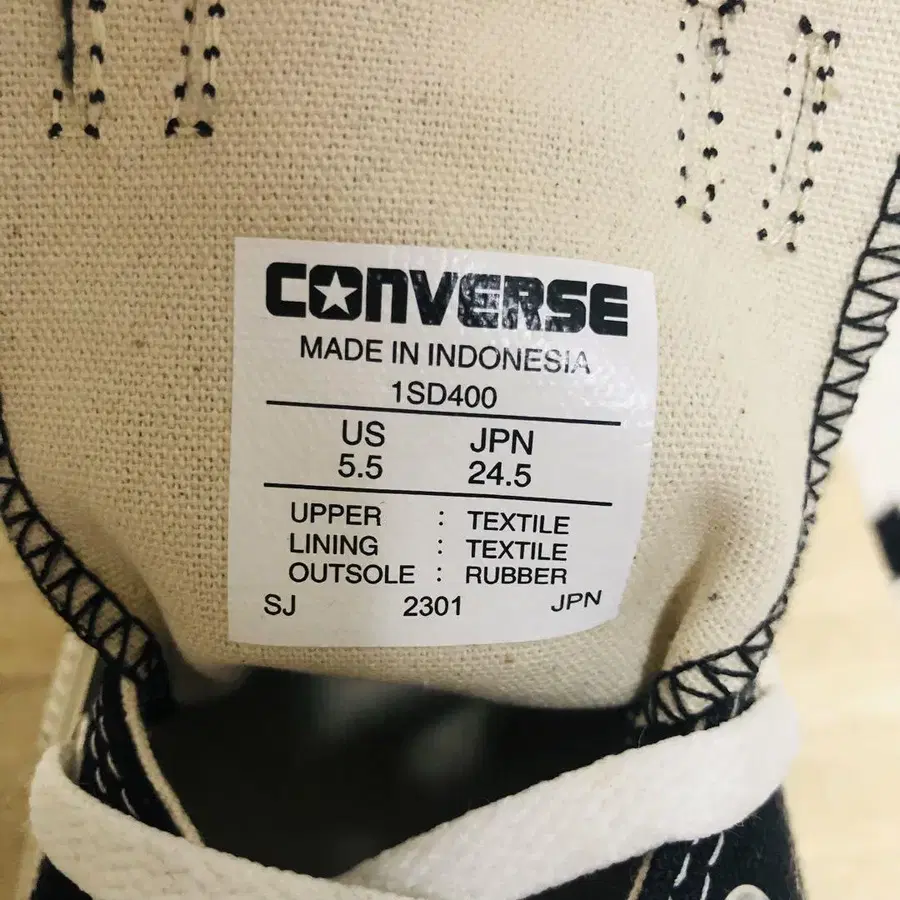 CONVERSE
MADE IN INDONESIA
1SD400
US JPN
5.5 24.5
UPPER : TEXTILE
LINING : TEXTILE
OUTSOLE : RUBBER
SJ 2301 JPN